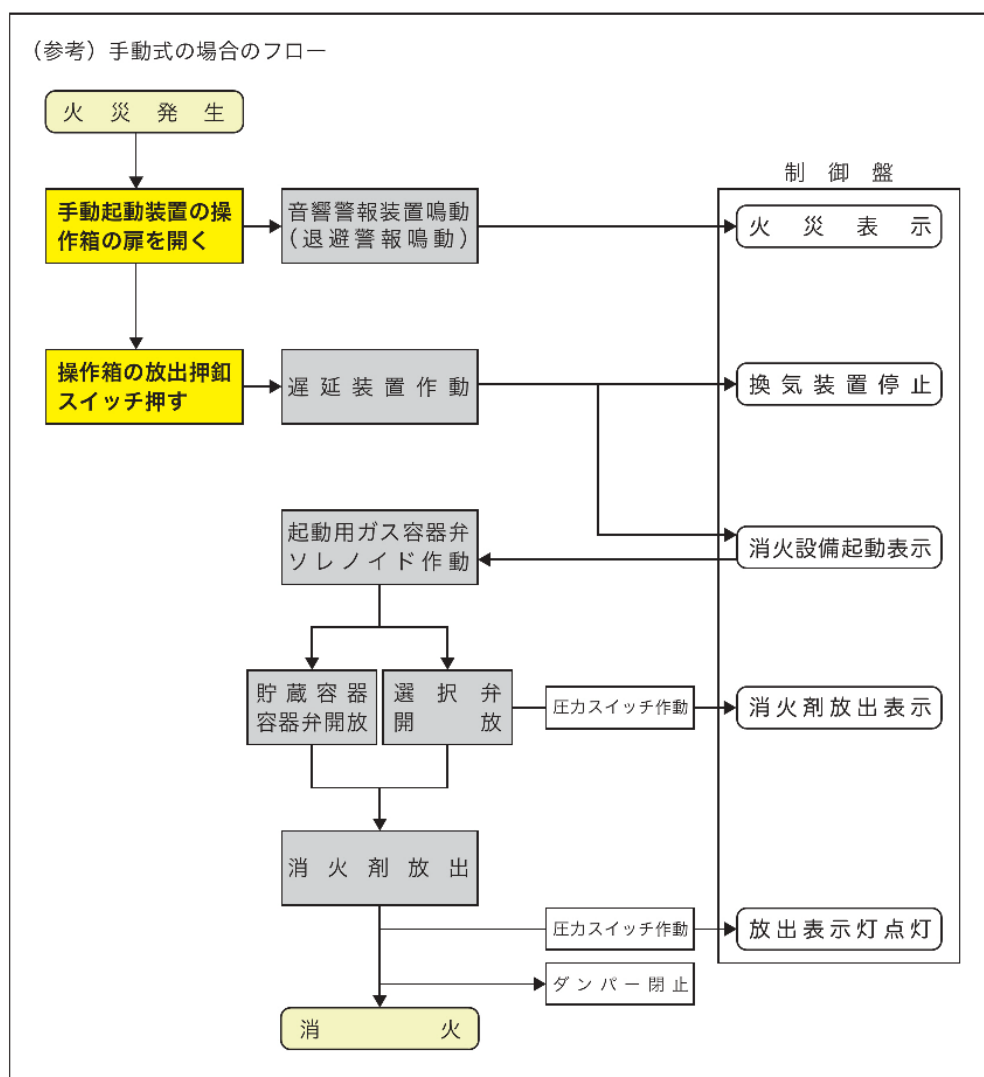 （参考）手動式の場合のフロー
火災発生
制御盤
手動起動装置の操
作箱の扉を開く
音響警報装置鳴動
（退避警報鳴動）
火災表示
操作箱の放出押釦
スイッチ押す
遅延装置作動
換気装置停止
起動用ガス容器弁
ソレノイド作動
消火設備起動表示
貯蔵容器
容器弁開放
選択弁
開放
圧力スイッチ作動
消火剤放出表示
消火剤放出
圧力スイッチ作動
放出表示灯点灯
ダンパー閉止
消火